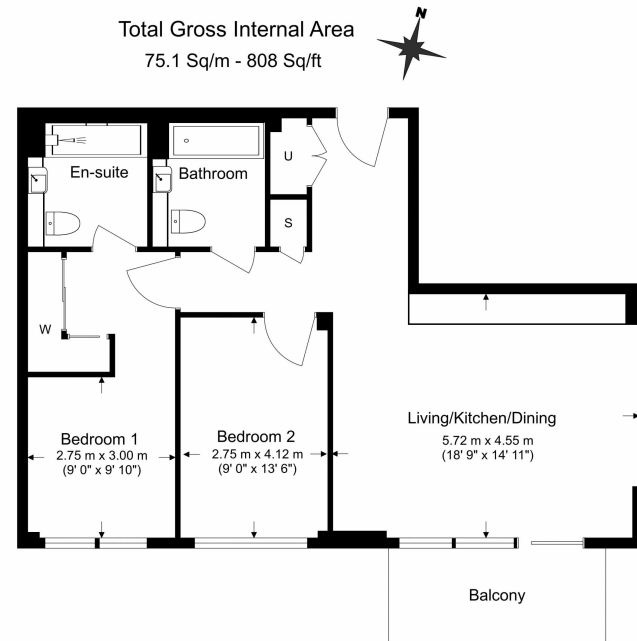 Total Gross Internal Area
75.1 Sq/m - 808 Sq/ft
N
En-suite
Bathroom
U
S
W
Bedroom 1
2.75 m x 3.00 m
(9' 0" x 9' 10")
Bedroom 2
2.75 m x 4.12 m
(9' 0" x 13' 6")
Living/Kitchen/Dining
5.72 m x 4.55 m
(18' 9" x 14' 11")
Balcony